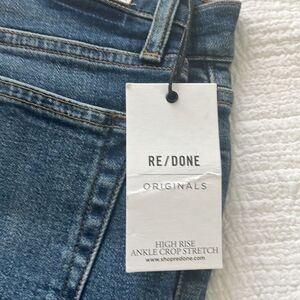 RE/DONE
ORIGINALS
HIGH RISE
ANKLE CROP STRETCH
www.shopredone.com